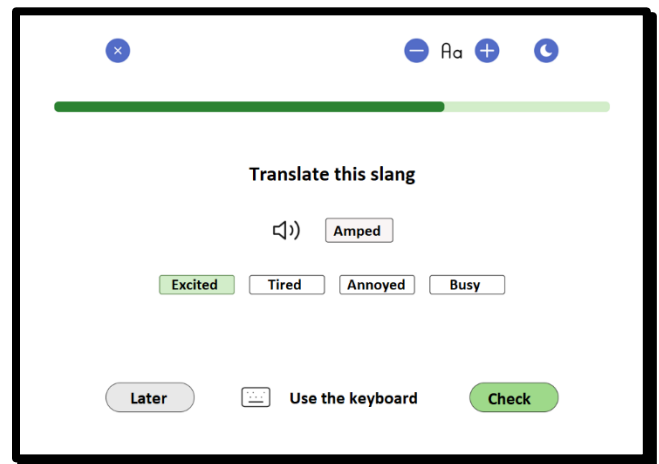 Aa
Translate this slang
Amped
Excited Tired Annoyed Busy
Later Use the keyboard Check